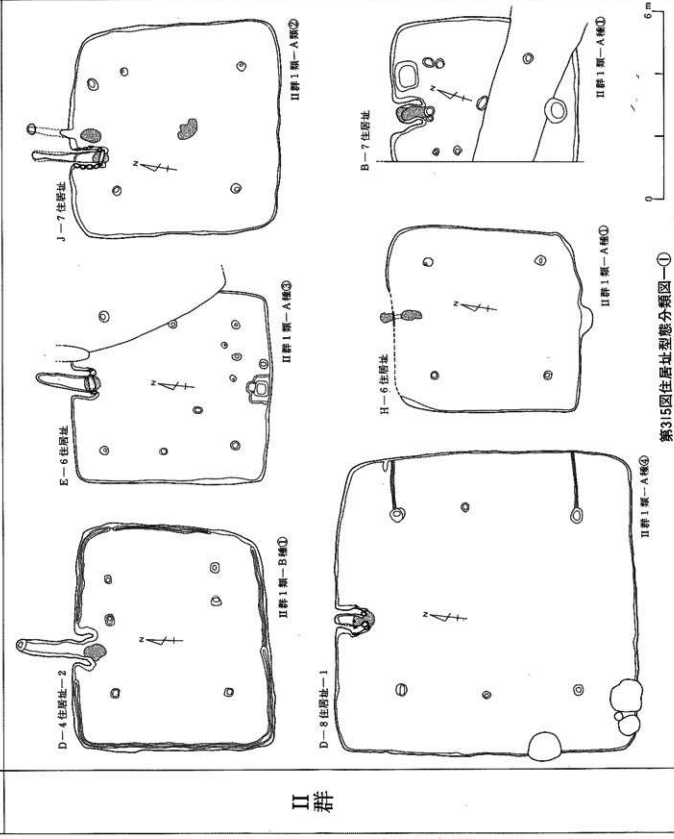 II
群
D－4住居址－2
II群1類－B種①
E－6住居址
II群1類－A種③
J－7住居址
II群1類－A類②
D－8住居址－1
II群1類－A種④
H－6住居址
II群1類－A種①
B－7住居址
II群1類－A種①
N
N
N
N
N
N
N
0
6m
第315図住居址型態分類図－①